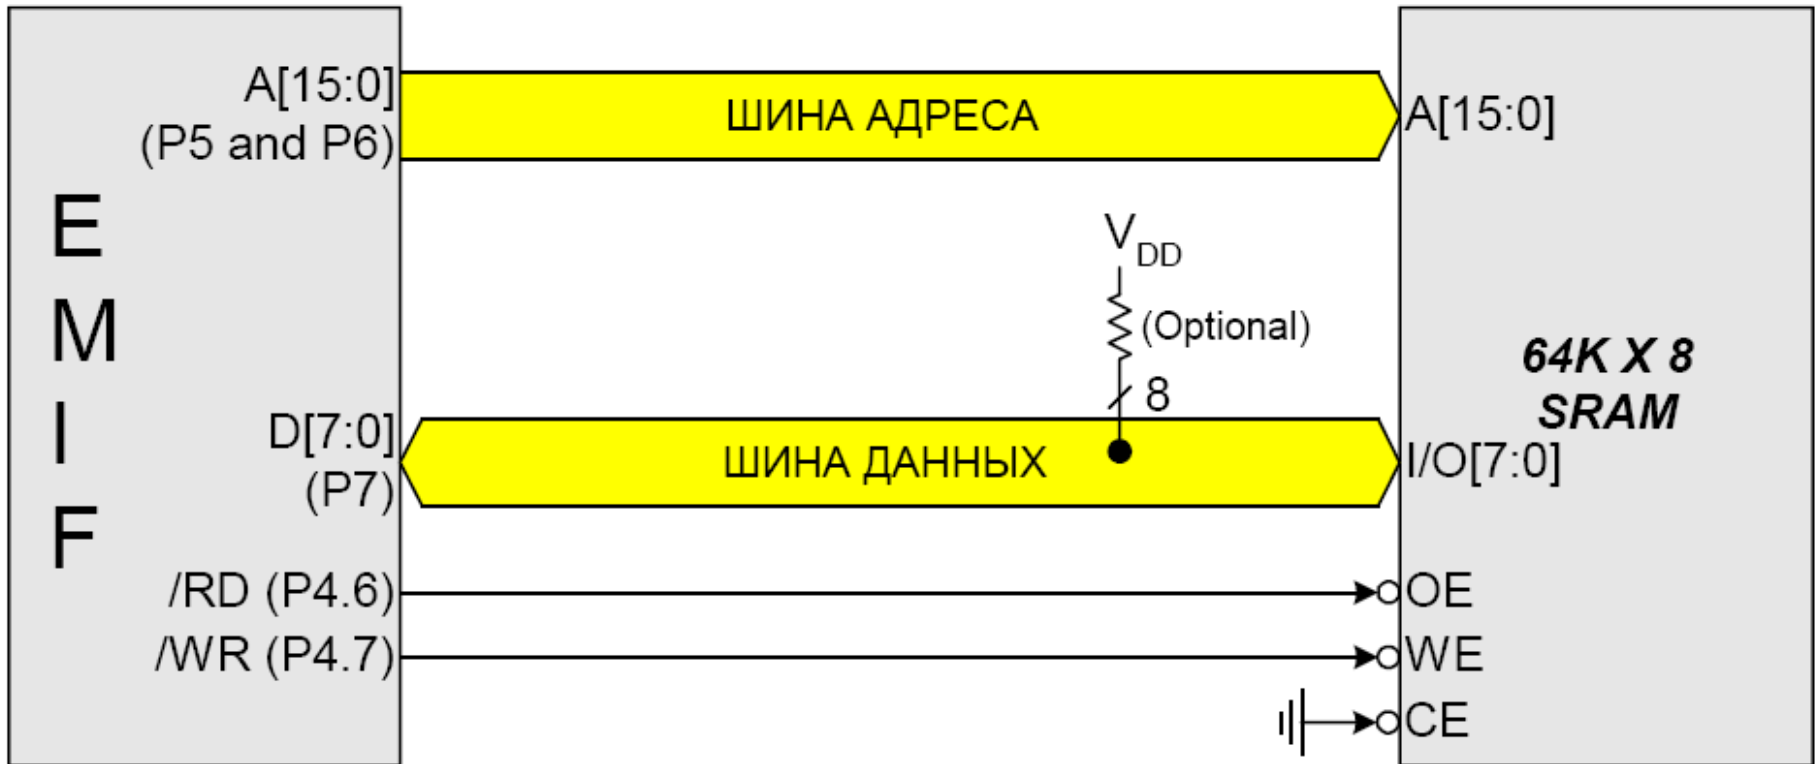 A[15:0]
(P5 and P6)
ШИНА АДРЕСА
A[15:0]
E
M
I
F
V
DD
(Optional)
8
64K X 8
SRAM
D[7:0]
(P7)
ШИНА ДАННЫХ
I/O[7:0]
/RD (P4.6)
OE
/WR (P4.7)
WE
CE